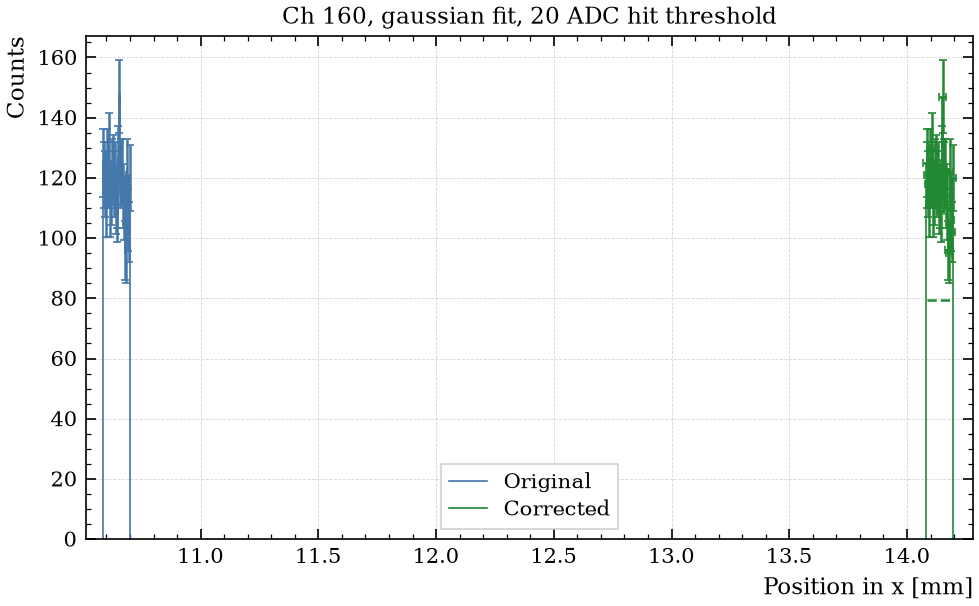 Ch 160, gaussian fit, 20 ADC hit threshold
Counts
160
140
120
100
80
60
40
20
0
Original
Corrected
11.0 11.5 12.0 12.5 13.0 13.5 14.0
Position in x [mm]